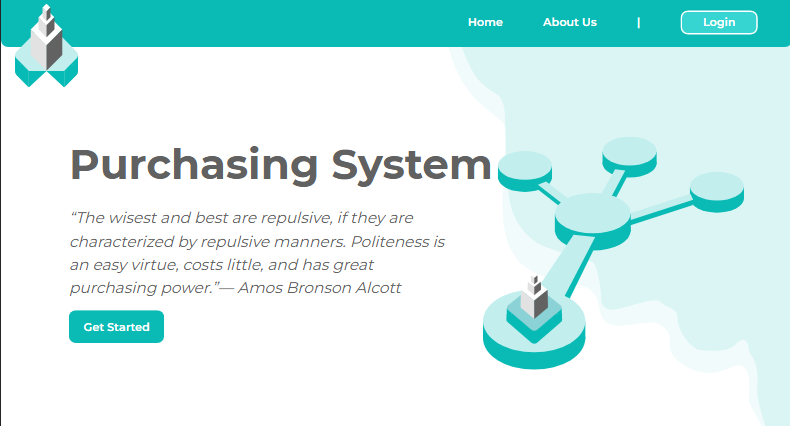 Home About Us | Login
Purchasing System
“The wisest and best are repulsive, if they are
characterized by repulsive manners. Politeness is
an easy virtue, costs little, and has great
purchasing power.”— Amos Bronson Alcott
Get Started